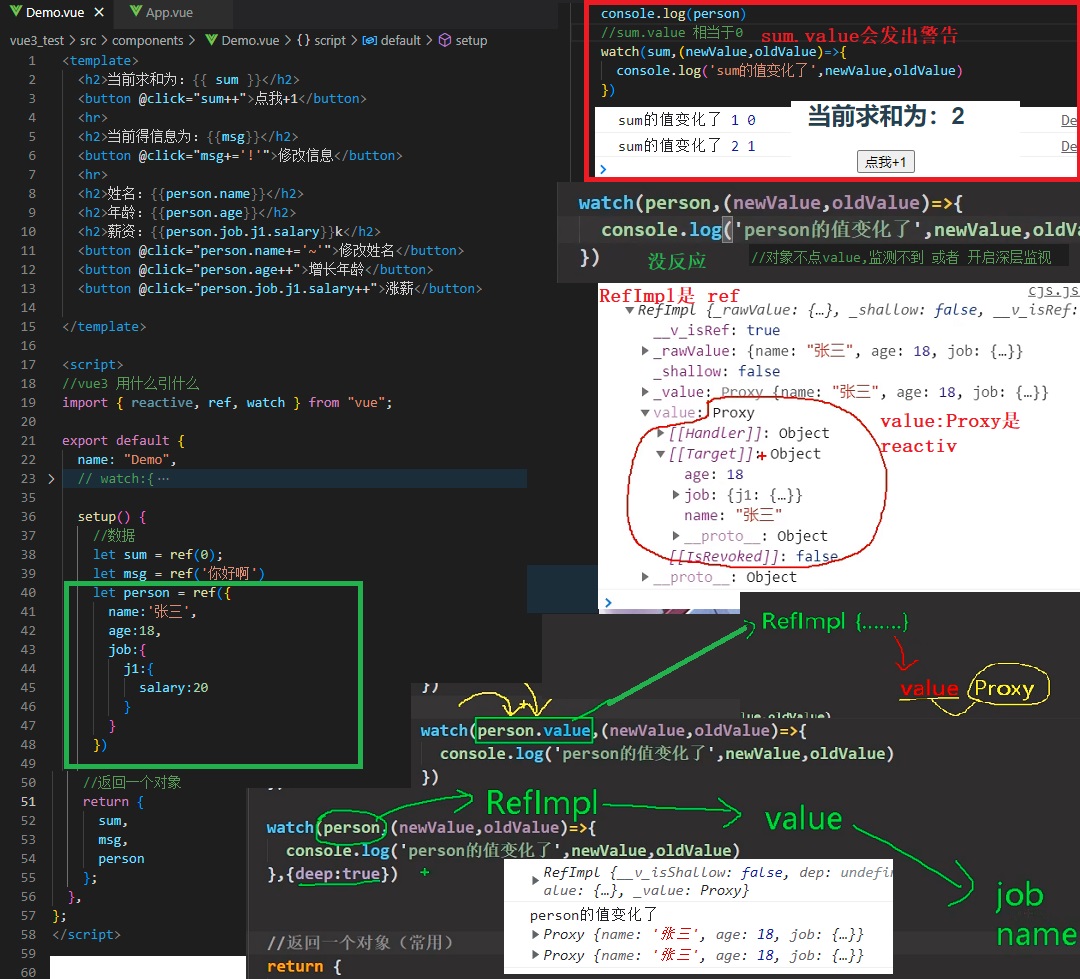 Demo.vue ×
App.vue
vue3_test > src > components > Demo.vue > {} script > default > setup
1 <template>
2 <h2>当前求和为: {{ sum }}</h2>
3 <button @click="sum++">点我+1</button>
4 <hr>
5 <h2>当前得信息为: {{msg}}</h2>
6 <button @click="msg+='!'">修改信息</button>
7 <hr>
8 <h2>姓名: {{person.name}}</h2>
9 <h2>年龄: {{person.age}}</h2>
10 <h2>薪资: {{person.job.j1.salary}}k</h2>
11 <button @click="person.name+='~'">修改姓名</button>
12 <button @click="person.age++">增长年龄</button>
13 <button @click="person.job.j1.salary++">涨薪</button>
14
15 </template>
16
17 <script>
18 //vue3 用什么引什么
19 import { reactive, ref, watch } from "vue";
20
21 export default {
22 name: "Demo",
23 > // watch:{ ⋯
35
36 setup() {
37 //数据
38 let sum = ref(0);
39 let msg = ref('你好啊')
40 let person = ref({
41 name:'张三',
42 age:18,
43 job:{
44 j1:{
45 salary:20
46 }
47 }
48 })
49
50 //返回一个对象
51 return {
52 sum,
53 msg,
54 person
55 };
56 },
57 };
58 </script>
59
60
console.log(person)
//sum.value 相当于0 sum.value会发出警告
watch(sum,(newValue,oldValue)=>{
console.log('sum的值变化了',newValue,oldValue)
})
sum的值变化了 1 0
De
sum的值变化了 2 1
De
当前求和为: 2
点我+1
>
watch(person,(newValue,oldValue)=>{
console.log('person的值变化了',newValue,oldVa
})
没反应
//对象不点value,监测不到 或者 开启深层监视
RefImpl是 ref
cjs.js
▼RefImpl {_rawValue: {…}, _shallow: false, __v_isRef:
__v_isRef: true
▶_rawValue: {name: "张三", age: 18, job: {…}}
_shallow: false
▶_value: Proxy {name: "张三", age: 18, job: {…}}
▼value: Proxy
▶[[Handler]]: Object
▼[[Target]]: Object
age: 18
▶job: {j1: {…}}
name: "张三"
▶__proto__: Object
[[IsRevoked]]: false
▶__proto__: Object
>
value:Proxy是
reactiv
RefImpl {.......}
value Proxy
})
watch(person.value,(newValue,oldValue)=>{
console.log('person的值变化了',newValue,oldValue)
})
RefImpl
value
job
name
watch(person,(newValue,oldValue)=>{
console.log('person的值变化了',newValue,oldValue)
},{deep:true})
▶RefImpl {__v_isShallow: false, dep: undefin
alue: {…}, _value: Proxy}
person的值变化了
▶Proxy {name: '张三', age: 18, job: {…}}
▶Proxy {name: '张三', age: 18, job: {…}}
//返回一个对象（常用）
return {